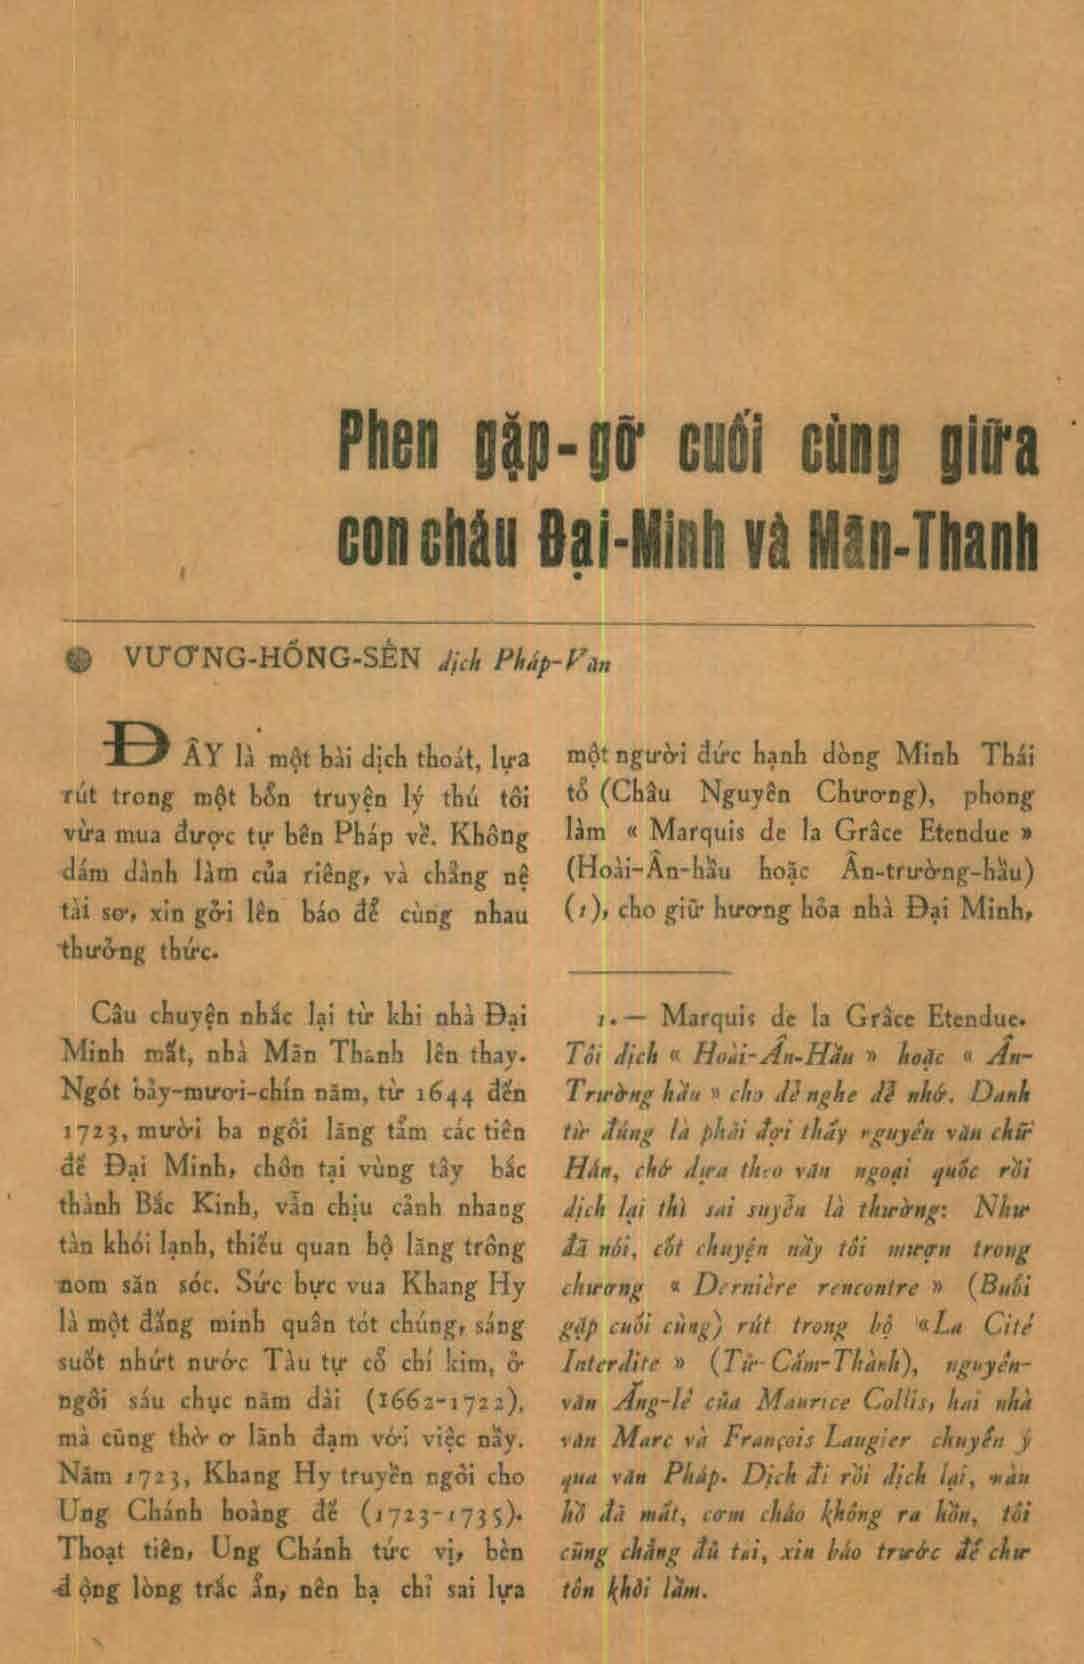 Phen gặp-gỡ cuối cùng giữa
con cháu Đại-Minh và Mãn-Thanh
VƯƠNG-HỒNG-SỂN dịch Pháp-Văn
ĐÂY là một bài dịch thoát, lựa
rút trong một bổn truyện lý thú tôi
vừa mua được tự bên Pháp về. Không
dám dành làm của riêng, và chẳng nệ
tài sơ, xin gởi lên báo để cùng nhau
thưởng thức.
Câu chuyện nhắc lại từ khi nhà Đại
Minh mất, nhà Mãn Thanh lên thay.
Ngót bảy-mươi-chín năm, từ 1644 đến
1723, mười ba ngôi lăng tẩm các tiên
đế Đại Minh, chôn tại vùng tây bắc
thành Bắc Kinh, vẫn chịu cảnh nhang
tàn khói lạnh, thiếu quan hộ lăng trông
nom săn sóc. Sức bực vua Khang Hy
là một đấng minh quân tót chúng, sáng
suốt nhứt nước Tàu tự cổ chí kim, ở
ngôi sáu chục năm dài (1662-1722),
mà cũng thờ ơ lãnh đạm với việc nầy.
Năm 1723, Khang Hy truyền ngôi cho
Ung Chánh hoàng đế (1723-1735).
Thoạt tiên, Ung Chánh tức vị, bèn
động lòng trắc ẩn, nên hạ chỉ sai lựa
một người đức hạnh dòng Minh Thái
tổ (Châu Nguyên Chương), phong
làm « Marquis de la Grâce Etendue »
(Hoài-Ân-hầu hoặc Ân-trường-hầu)
(1), cho giữ hương hỏa nhà Đại Minh,
1.— Marquis de la Grâce Etendue.
Tôi dịch « Hoài-Ân-Hầu » hoặc « Ân-
Trường hầu » cho dễ nghe dễ nhớ. Danh
từ đúng là phải đợi thấy nguyên văn chữ
Hán, chớ dựa theo văn ngoại quốc rồi
dịch lại thì sai suyễn là thường: Như
đã nói, cốt chuyện nầy tôi mượn trong
chương « Dernière rencontre » (Buổi
gặp cuối cùng) rút trong bộ «La Cité
Interdite » (Tử-Cấm-Thành), nguyên-
văn Ăng-lê của Maurice Collis, hai nhà
văn Marc và François Laugier chuyển ý
qua văn Pháp. Dịch đi rồi dịch lại, màu
hồ đã mất, cơm cháo không ra hồn, tôi
cũng chẳng đủ tài, xin báo trước để chư
tôn khỏi lầm.